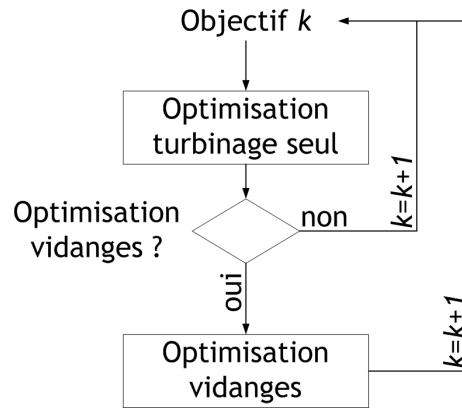 Objectif k
Optimisation
turbinage seul
Optimisation
vidanges ?
non
k=k+1
oui
Optimisation
vidanges
k=k+1